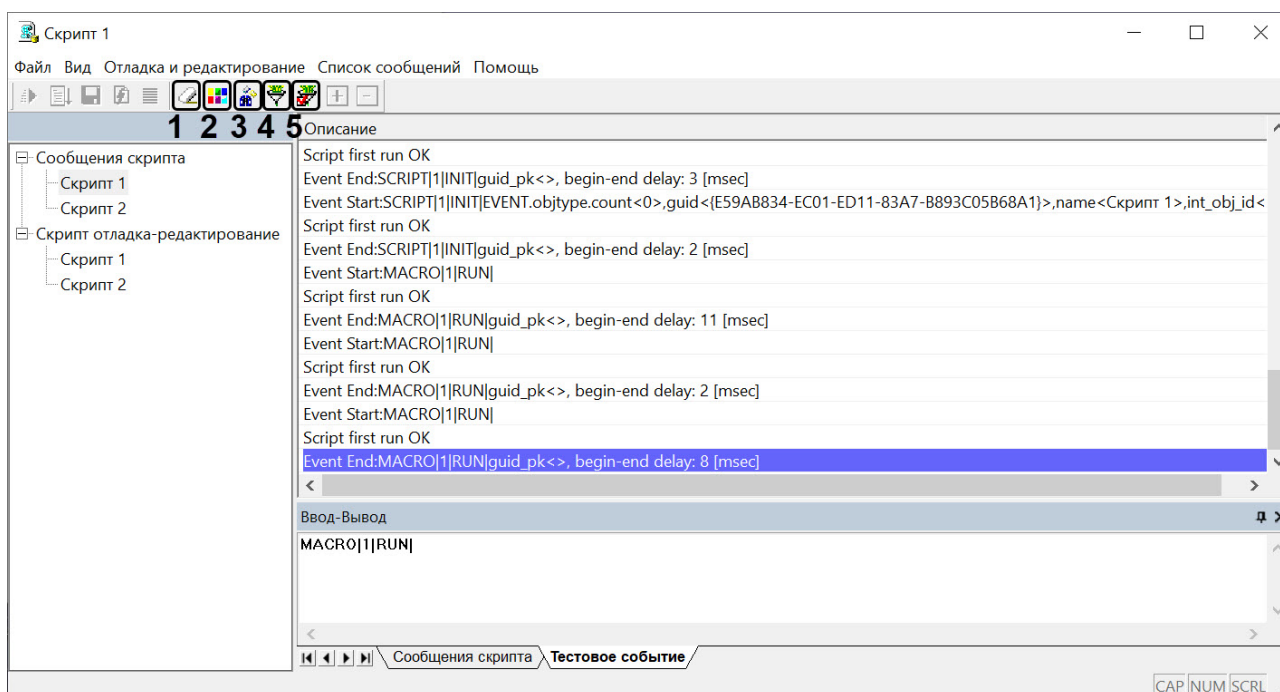 Скрипт 1
Файл Вид Отладка и редактирование Список сообщений Помощь
1 2 3 4 5
Описание
Сообщения скрипта
Скрипт 1
Скрипт 2
Скрипт отладка-редактирование
Скрипт 1
Скрипт 2
Script first run OK
Event End:SCRIPT|1|INIT|guid_pk<>, begin-end delay: 3 [msec]
Event Start:SCRIPT|1|INIT|EVENT.objtype.count<0>,guid<{E59AB834-EC01-ED11-83A7-B893C05B68A1}>,name<Скрипт 1>,int_obj_id<
Script first run OK
Event End:SCRIPT|1|INIT|guid_pk<>, begin-end delay: 2 [msec]
Event Start:MACRO|1|RUN|
Script first run OK
Event End:MACRO|1|RUN|guid_pk<>, begin-end delay: 11 [msec]
Event Start:MACRO|1|RUN|
Script first run OK
Event End:MACRO|1|RUN|guid_pk<>, begin-end delay: 2 [msec]
Event Start:MACRO|1|RUN|
Script first run OK
Event End:MACRO|1|RUN|guid_pk<>, begin-end delay: 8 [msec]
Ввод-Вывод
MACRO|1|RUN|
Сообщения скрипта Тестовое событие
CAP NUM SCRL